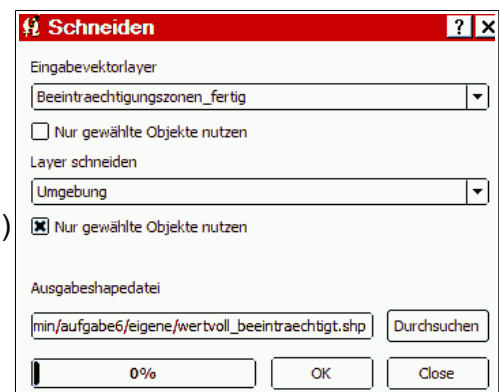 Schneiden ? X
Eingabevektorlayer
Beeintraechtigungszonen_fertig
Nur gewählte Objekte nutzen
Layer schneiden
Umgebung
) Nur gewählte Objekte nutzen
Ausgabeshapedatei
min/aufgabe6/eigene/wertvoll_beeintraechtigt.shp Durchsuchen
0% OK Close